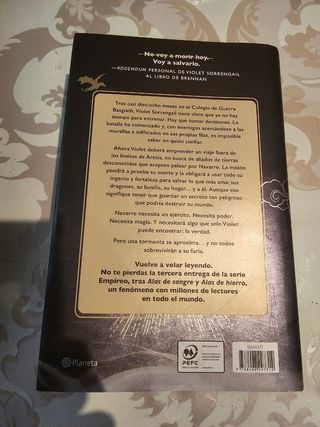 No voy a morir hoy.
Voy a salvarlo.
—ADDENDUM PERSONAL DE VIOLET SORRENGAIL
AL LIBRO DE BRENNAN
Tras casi dieciocho meses en el Colegio de Guerra
Basgiath, Violet Sorrengail tiene claro que ya no hay
tiempo para entrenar. Hay que tomar decisiones. La
batalla ha comenzado y, con enemigos acercándose a las
murallas e infiltrados en sus propias filas, es imposible
saber en quién confiar.
Ahora Violet deberá emprender un viaje fuera de
los límites de Aretia, en busca de aliados de tierras
desconocidas que acepten pelear por Navarre. La misión
pondrá a prueba su suerte y la obligará a usar todo su
ingenio y fortaleza para salvar lo que más ama: sus
dragones, su familia, su hogar… y a él. Aunque eso
signifique tener que guardar un secreto tan peligroso
que podría destruir su mundo.
Navarre necesita un ejército. Necesita poder.
Necesita magia. Y necesitará algo que solo Violet
puede encontrar: la verdad.
Pero una tormenta se aproxima… y no todos
sobrevivirán a su furia.
Vuelve a volar leyendo.
No te pierdas la tercera entrega de la serie
Empíreo, tras Alas de sangre y Alas de hierro,
un fenómeno con millones de lectores
en todo el mundo.
Planeta
PEFC